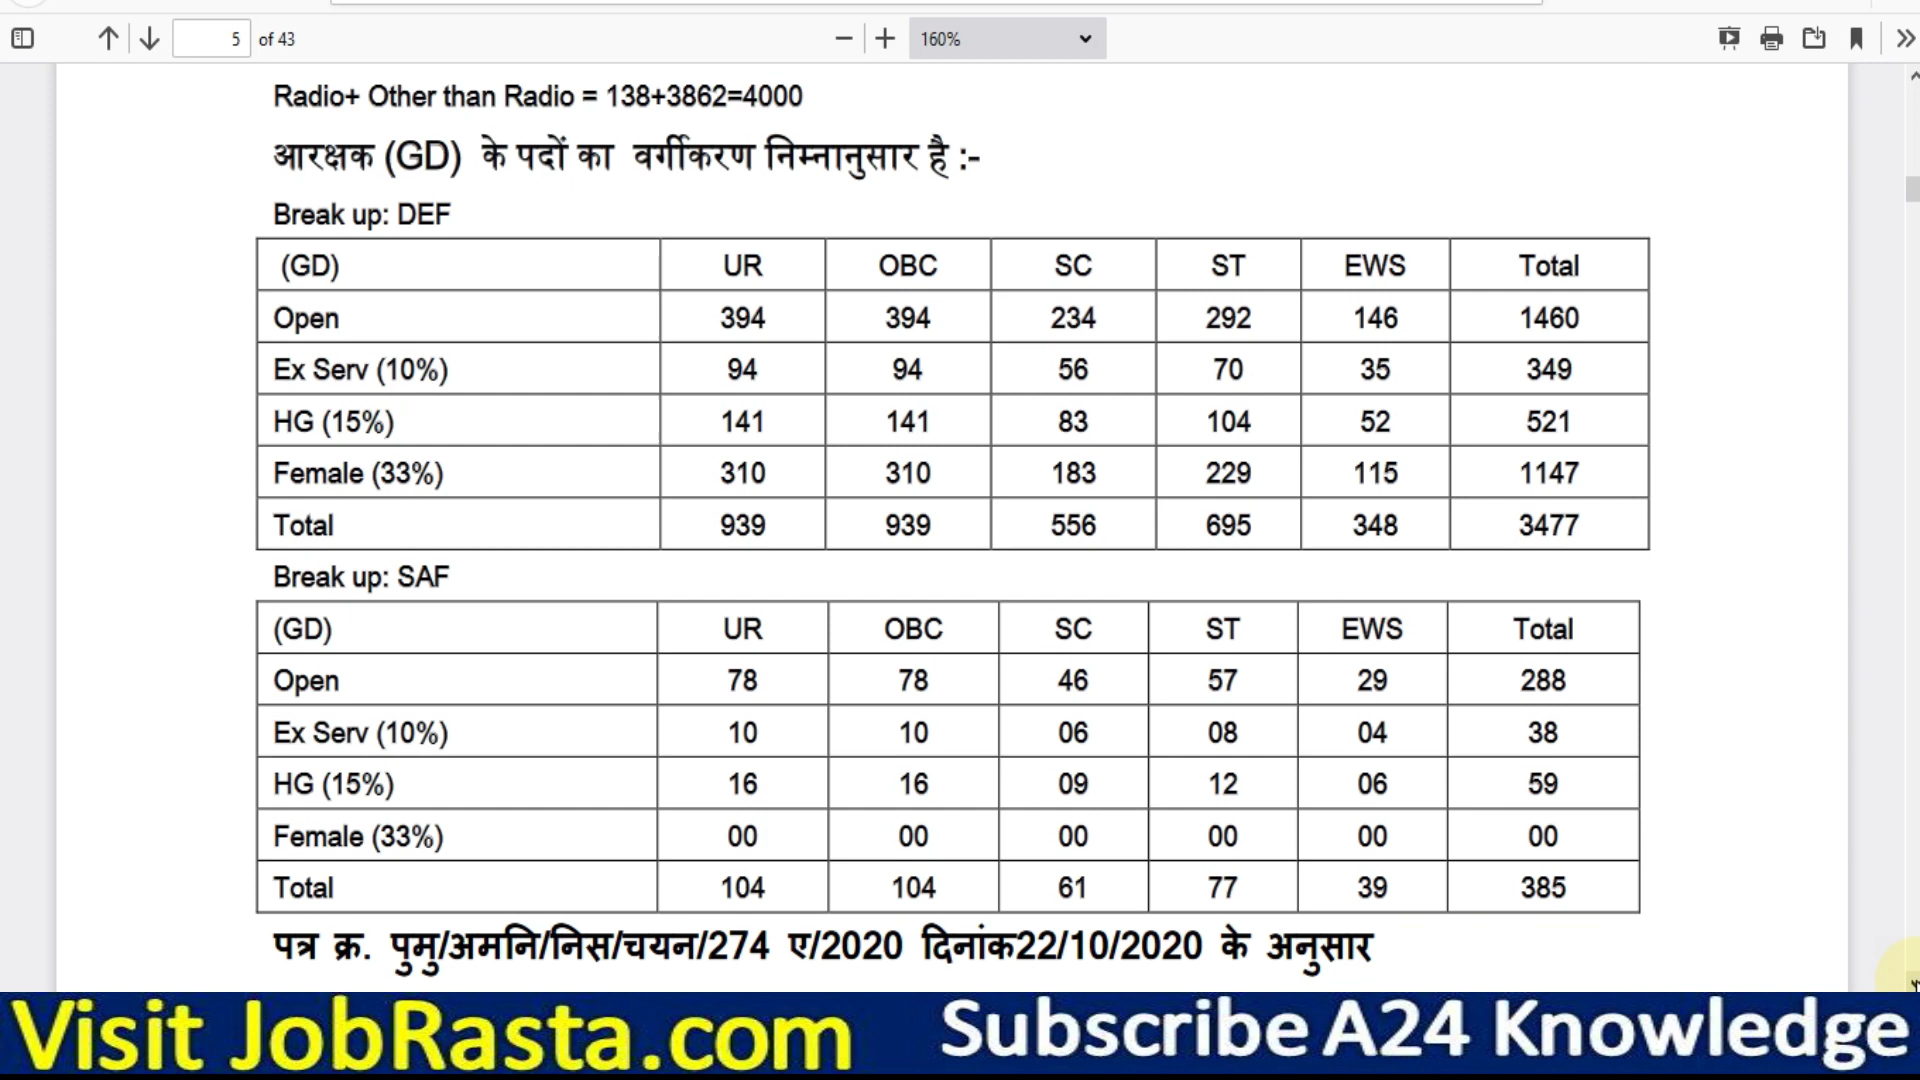 5 of 43
160%
Radio+ Other than Radio = 138+3862=4000
आरक्षक (GD) के पदों का वर्गीकरण निम्नानुसार है :-
Break up: DEF
(GD) UR OBC SC ST EWS Total
Open 394 394 234 292 146 1460
Ex Serv (10%) 94 94 56 70 35 349
HG (15%) 141 141 83 104 52 521
Female (33%) 310 310 183 229 115 1147
Total 939 939 556 695 348 3477
Break up: SAF
(GD) UR OBC SC ST EWS Total
Open 78 78 46 57 29 288
Ex Serv (10%) 10 10 06 08 04 38
HG (15%) 16 16 09 12 06 59
Female (33%) 00 00 00 00 00 00
Total 104 104 61 77 39 385
पत्र क्र. पुमु/अमनि/निस/चयन/274 ए/2020 दिनांक22/10/2020 के अनुसार
Visit JobRasta.com Subscribe A24 Knowledge